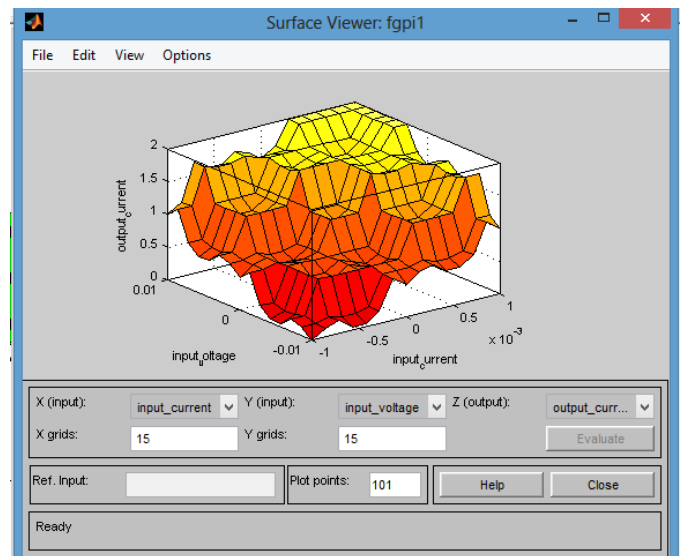 Surface Viewer: fgpi1
File Edit View Options
2
1.5
1
0.5
0
output_current
0.01
0
-0.01
input_voltage
-1
-0.5
0
0.5
1
x 10-3
input_current
X (input): input_current Y (input): input_voltage Z (output): output_curr...
X grids: 15 Y grids: 15 Evaluate
Ref. Input: Plot points: 101 Help Close
Ready